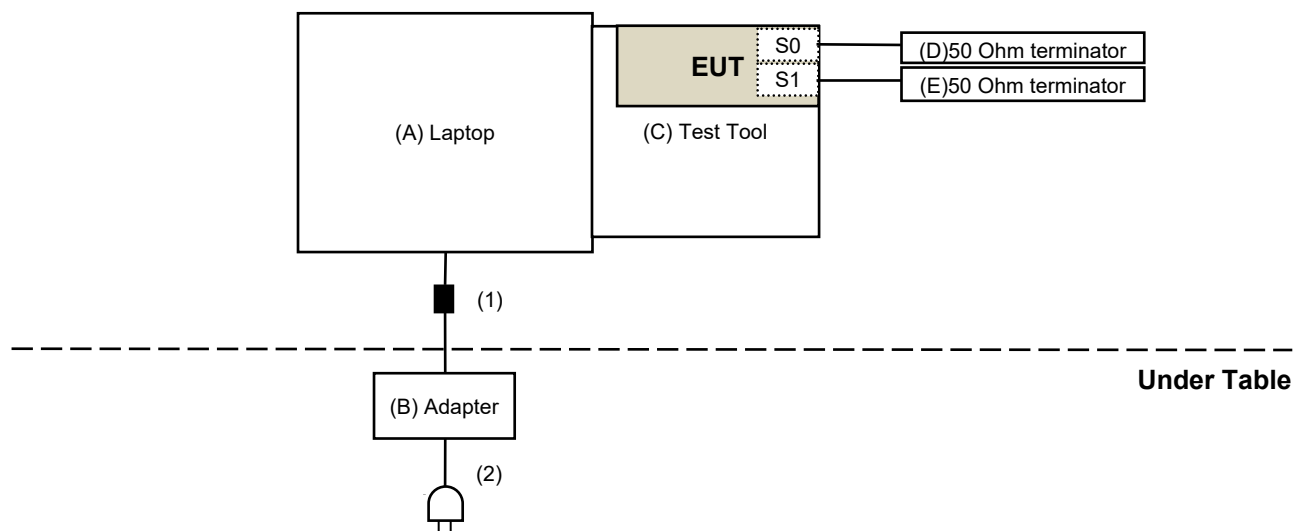 S0
(D)50 Ohm terminator
EUT
S1
(E)50 Ohm terminator
(A) Laptop
(C) Test Tool
(1)
Under Table
(B) Adapter
(2)